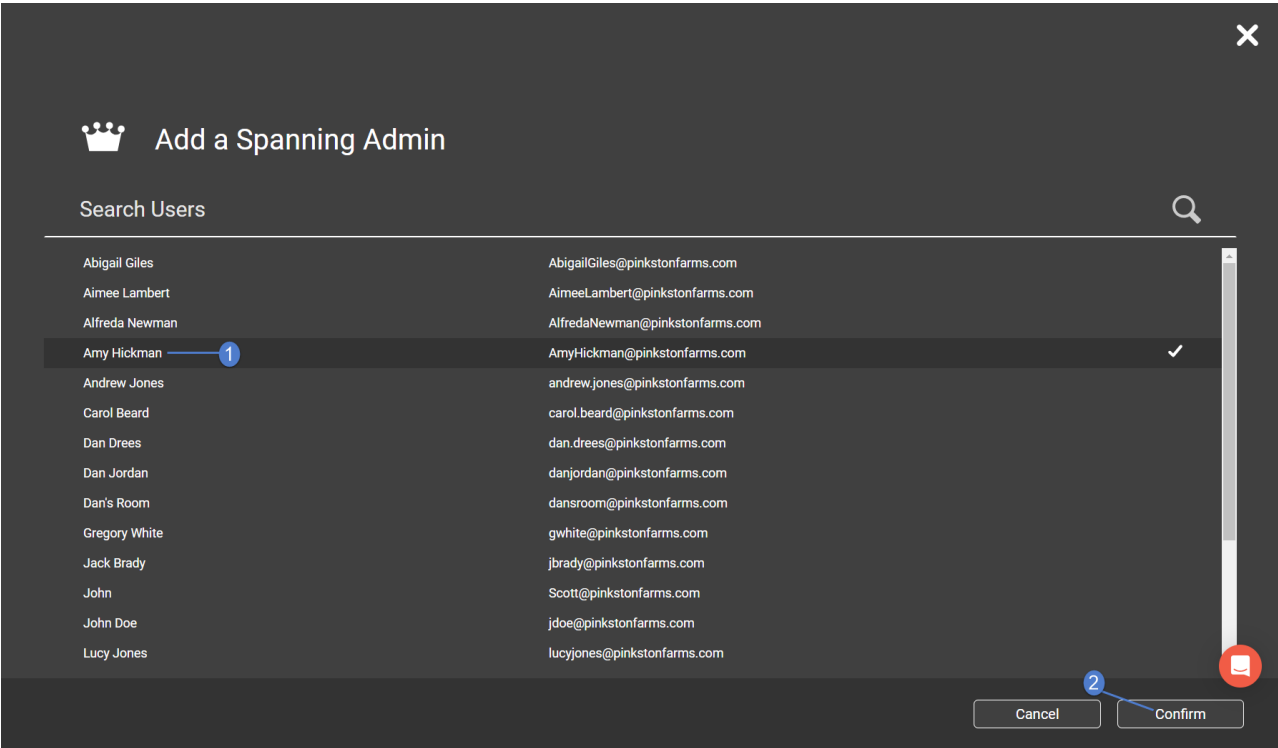 Add a Spanning Admin
Search Users
Abigail Giles AbigailGiles@pinkstonfarms.com
Aimee Lambert AimeeLambert@pinkstonfarms.com
Alfreda Newman AlfredaNewman@pinkstonfarms.com
Amy Hickman 1 AmyHickman@pinkstonfarms.com
Andrew Jones andrew.jones@pinkstonfarms.com
Carol Beard carol.beard@pinkstonfarms.com
Dan Drees dan.drees@pinkstonfarms.com
Dan Jordan danjordan@pinkstonfarms.com
Dan's Room dansroom@pinkstonfarms.com
Gregory White gwhite@pinkstonfarms.com
Jack Brady jbrady@pinkstonfarms.com
John Scott@pinkstonfarms.com
John Doe jdoe@pinkstonfarms.com
Lucy Jones lucyjones@pinkstonfarms.com
2
Cancel Confirm